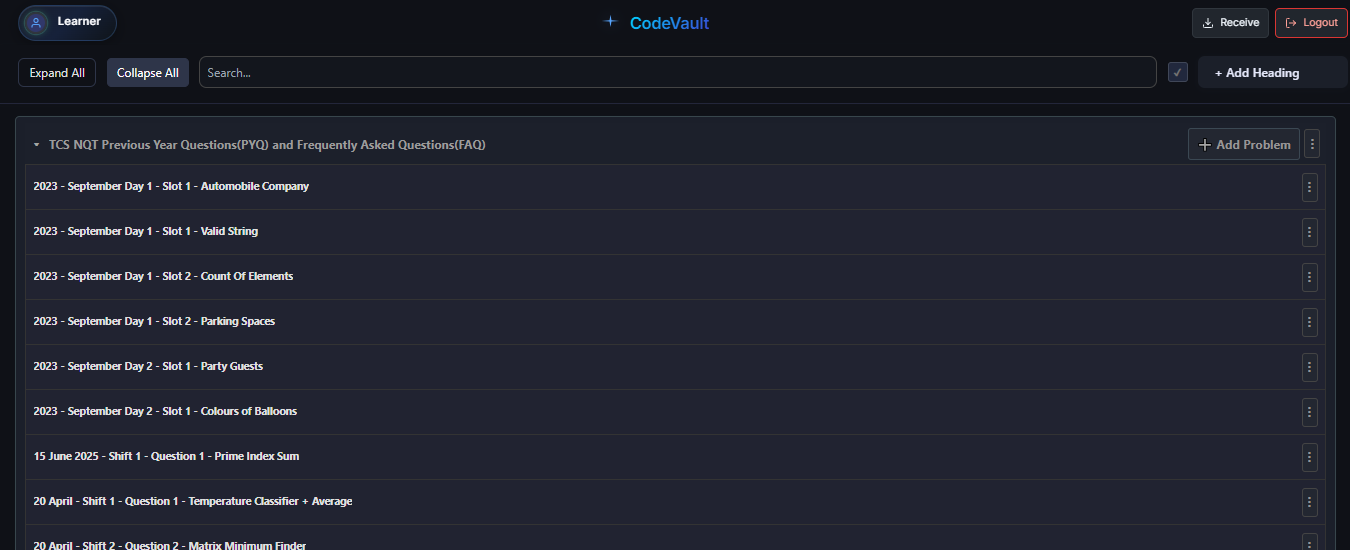 Learner
CodeVault
Receive
Logout
Expand All
Collapse All
Search...
+ Add Heading
TCS NQT Previous Year Questions(PYQ) and Frequently Asked Questions(FAQ)
+ Add Problem
2023 - September Day 1 - Slot 1 - Automobile Company
2023 - September Day 1 - Slot 1 - Valid String
2023 - September Day 1 - Slot 2 - Count Of Elements
2023 - September Day 1 - Slot 2 - Parking Spaces
2023 - September Day 2 - Slot 1 - Party Guests
2023 - September Day 2 - Slot 1 - Colours of Balloons
15 June 2025 - Shift 1 - Question 1 - Prime Index Sum
20 April - Shift 1 - Question 1 - Temperature Classifier + Average
20 April - Shift 2 - Question 2 - Matrix Minimum Finder